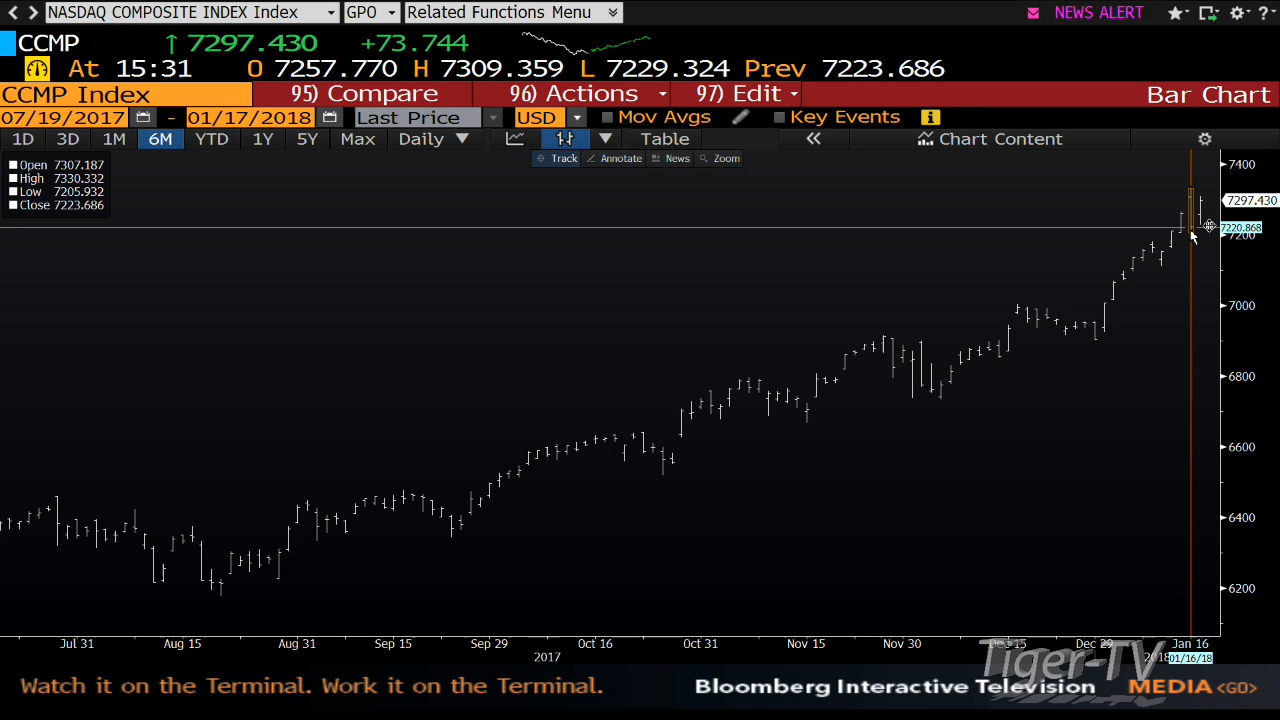 NASDAQ COMPOSITE INDEX Index GPO Related Functions Menu NEWS ALERT
CCMP ↑ 7297.430 +73.744
At 15:31 O 7257.770 H 7309.359 L 7229.324 Prev 7223.686
CCMP Index 95) Compare 96) Actions 97) Edit Bar Chart
07/19/2017 - 01/17/2018 Last Price USD Mov Avgs Key Events
1D 3D 1M 6M YTD 1Y 5Y Max Daily Table Chart Content
Track Annotate News Zoom
Open 7307.187
High 7330.332
Low 7205.932
Close 7223.686
7400
7297.430
7220.868
7200
7000
6800
6600
6400
6200
Jul 31 Aug 15 Aug 31 Sep 15 Sep 29 Oct 16 Oct 31 Nov 15 Nov 30 Dec 15 Dec 29 Jan 16
2017 2018 01/16/18
Tiger-TV
Watch it on the Terminal. Work it on the Terminal. Bloomberg Interactive Television MEDIA <GO>